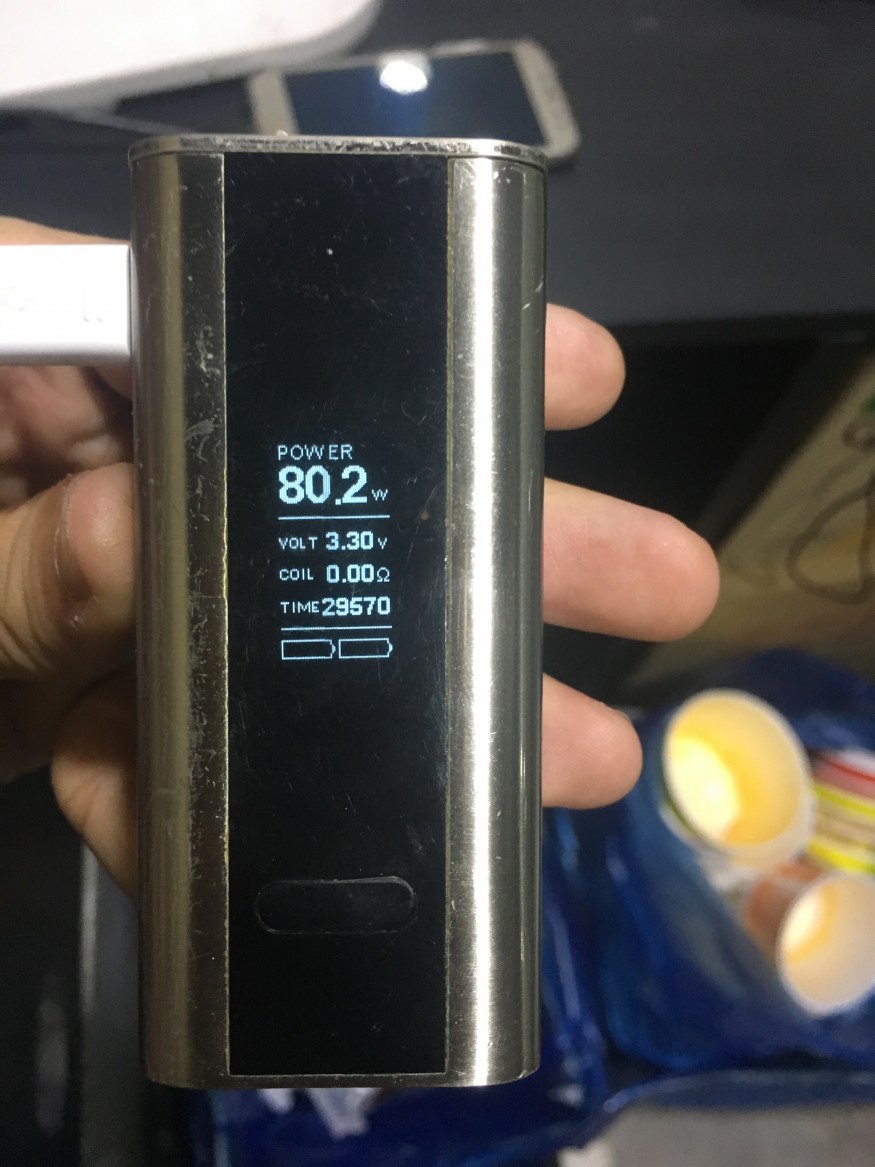 POWER
80.2W
VOLT 3.30V
COIL 0.00Ω
TIME29570